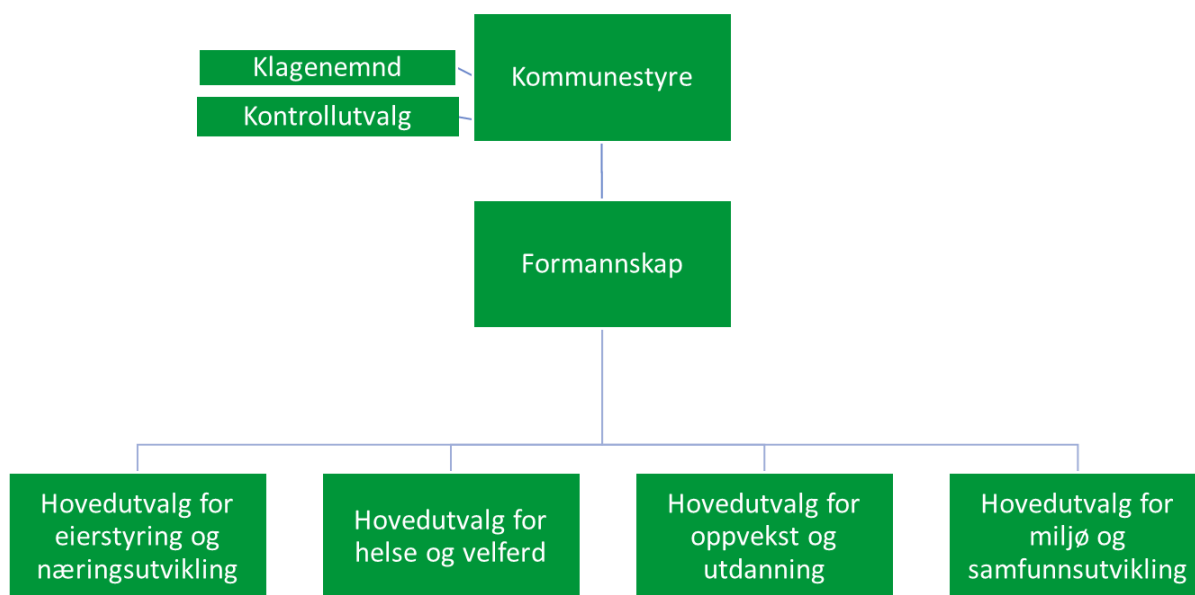 Klagenemnd
Kommunestyre
Kontrollutvalg
Formannskap
Hovedutvalg for
eierstyring og
næringsutvikling
Hovedutvalg for
helse og velferd
Hovedutvalg for
oppvekst og
utdanning
Hovedutvalg for
miljø og
samfunnsutvikling